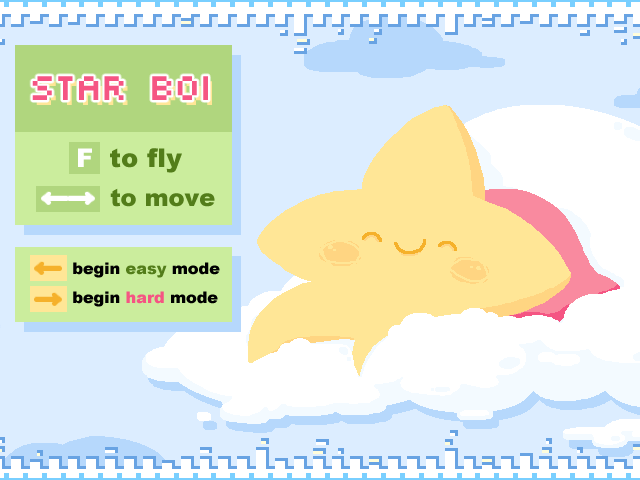 STAR BOI
F to fly
to move
begin easy mode
begin hard mode